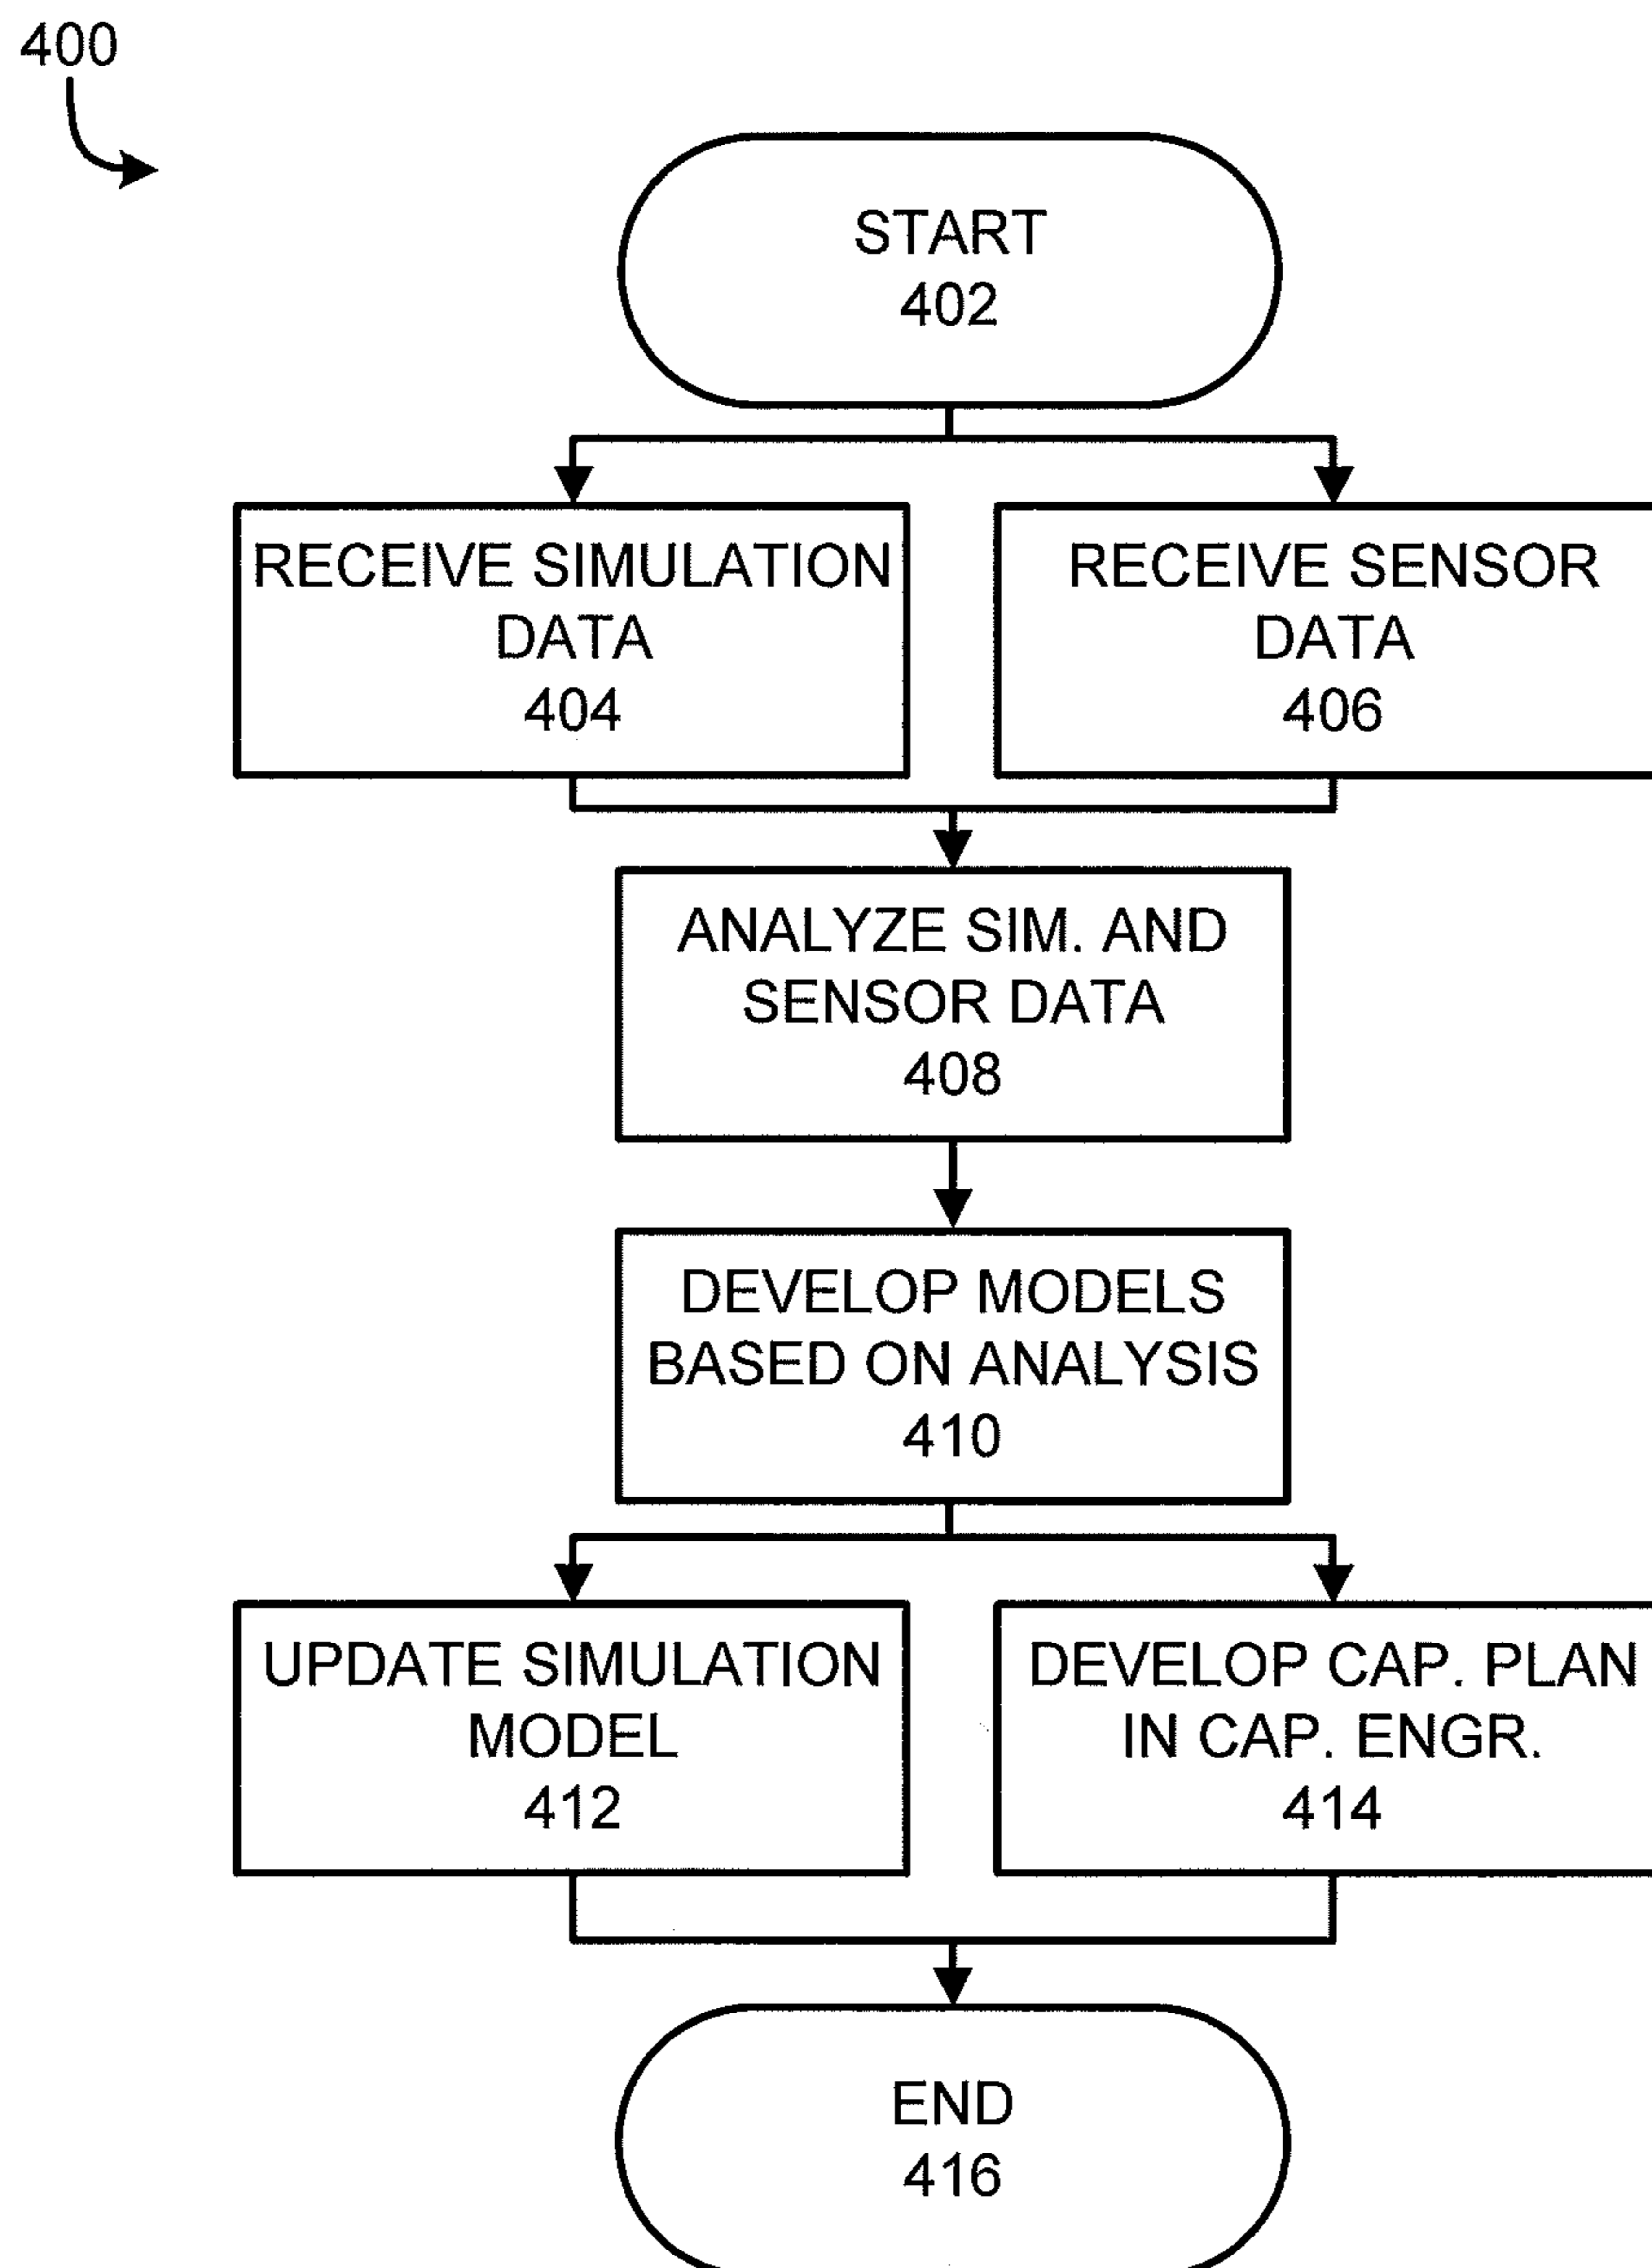 400
START
402
RECEIVE SIMULATION
DATA
404
RECEIVE SENSOR
DATA
406
ANALYZE SIM. AND
SENSOR DATA
408
DEVELOP MODELS
BASED ON ANALYSIS
410
UPDATE SIMULATION
MODEL
412
DEVELOP CAP. PLAN
IN CAP. ENGR.
414
END
416